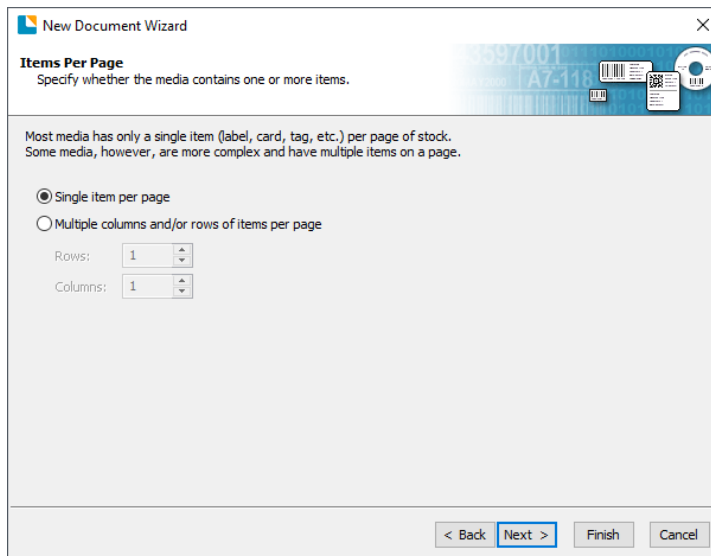 New Document Wizard
Items Per Page
Specify whether the media contains one or more items.
3597001
A7-118
Most media has only a single item (label, card, tag, etc.) per page of stock.
Some media, however, are more complex and have multiple items on a page.
Single item per page
Multiple columns and/or rows of items per page
Rows: 1
Columns: 1
< Back Next > Finish Cancel